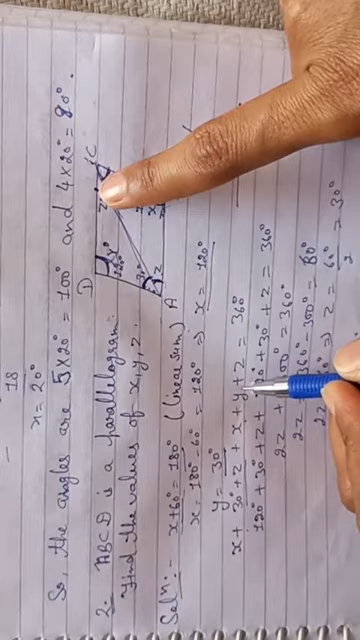 18
x = 20°
So, the angles are 5×20° = 100° and 4×20° = 80°.
2. ABCD is a parallelogram.
Find the values of x, y, z.
D
C
A
z
Solⁿ:- x+60° = 180° (linear sum)
x = 180°-60° = 120° ⇒ x = 120°
y = 30°
x + 30° + z + x + y + z = 360°
120° + 30° + z + 120° + 30° + z = 360°
2z + 300° = 360°
2z = 360° - 300°
⇒ z = 60°/2 = 30°